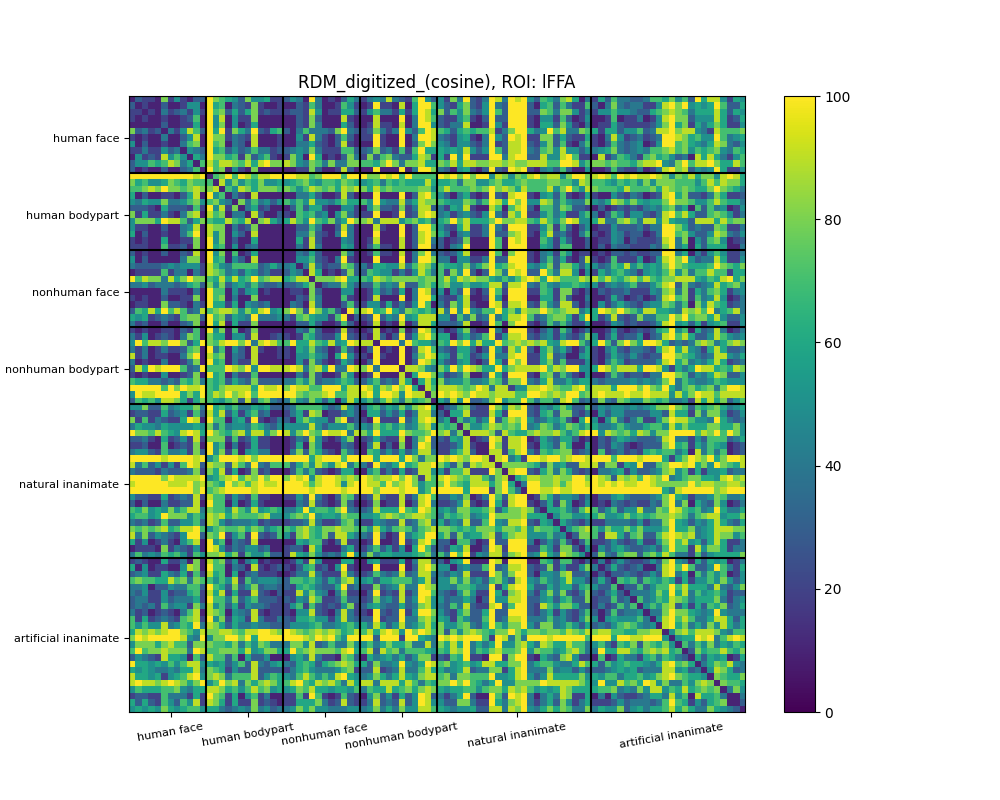 RDM_digitized_(cosine), ROI: lFFA
human face
human bodypart
nonhuman face
nonhuman bodypart
natural inanimate
artificial inanimate
human face
human bodypart
nonhuman face
nonhuman bodypart
natural inanimate
artificial inanimate
100
80
60
40
20
0